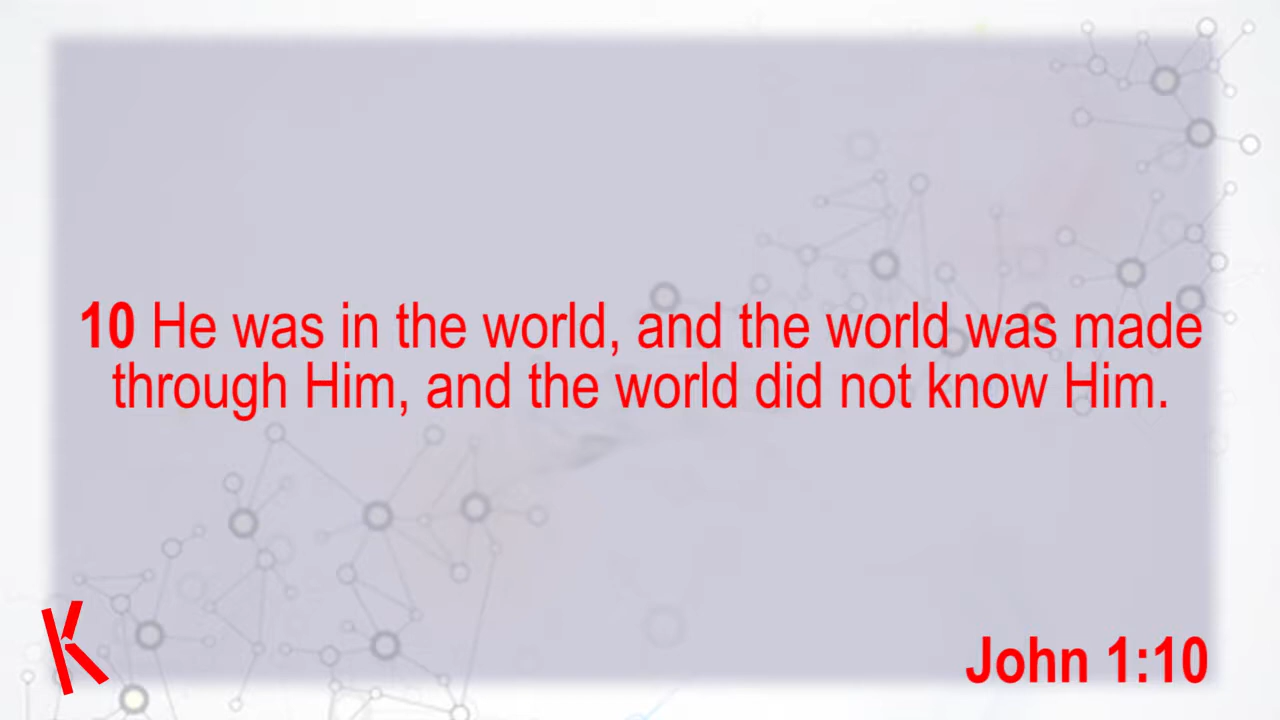 10 He was in the world, and the world was made
through Him, and the world did not know Him.
K
John 1:10